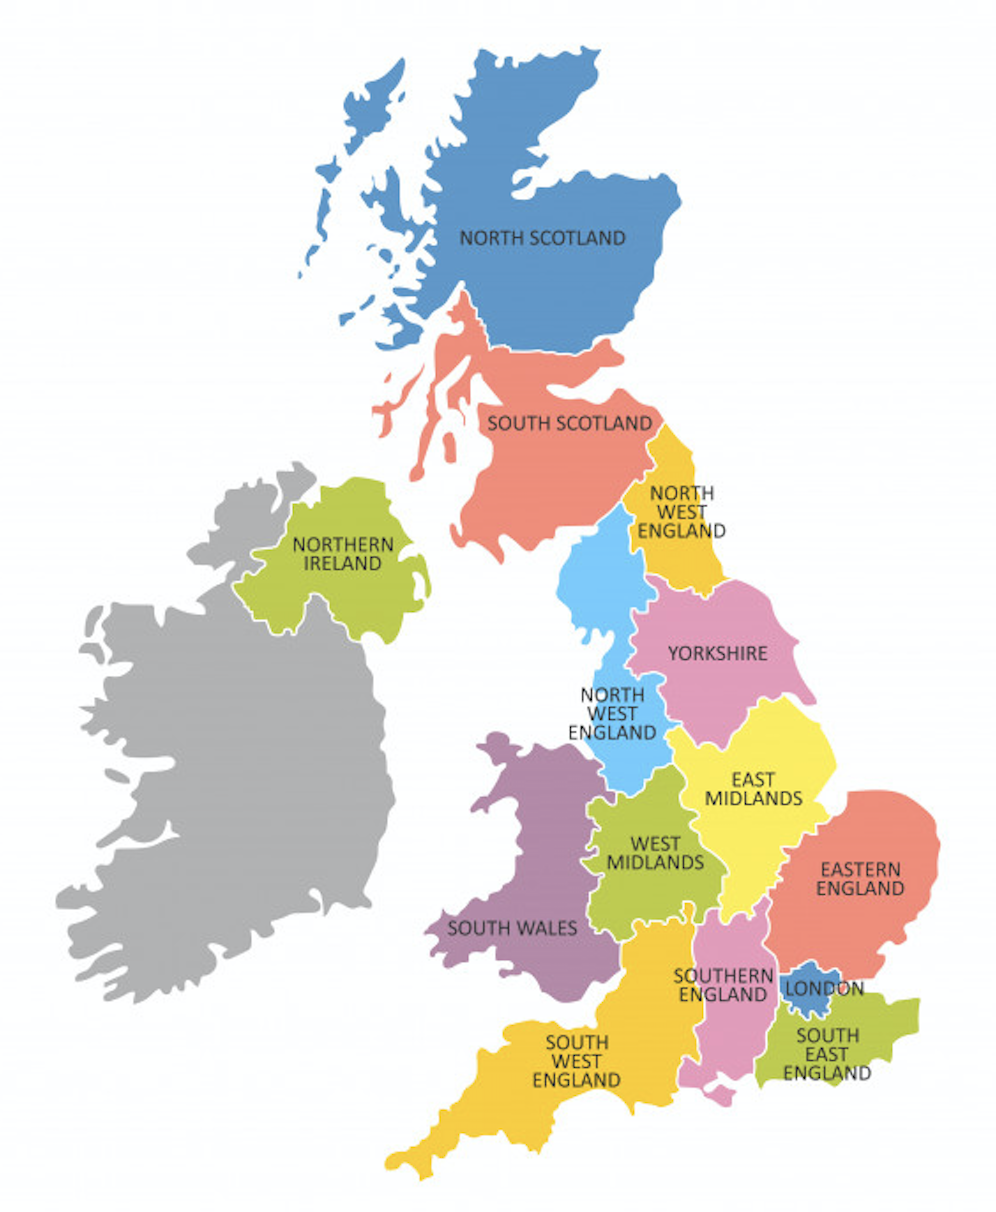 NORTH SCOTLAND
SOUTH SCOTLAND
NORTH
WEST
ENGLAND
NORTHERN
IRELAND
YORKSHIRE
NORTH
WEST
ENGLAND
EAST
MIDLANDS
WEST
MIDLANDS
EASTERN
ENGLAND
SOUTH WALES
SOUTHERN
ENGLAND
LONDON
SOUTH
WEST
ENGLAND
SOUTH
EAST
ENGLAND